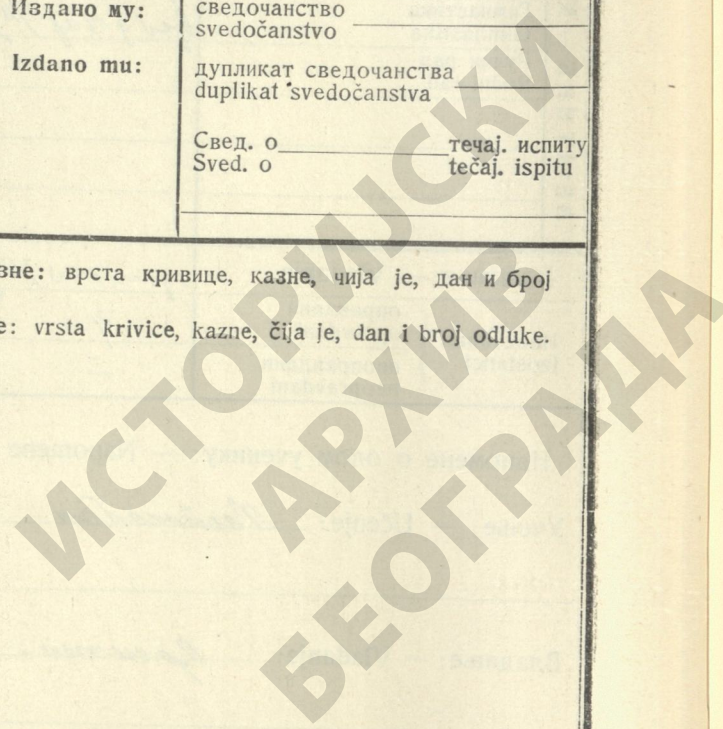 Издано му:
Izdano mu:
сведочанство
svedočanstvo
дупликат сведочанства
duplikat svedočanstva
Свед. о течај. испиту
Sved. o tečaj. ispitu
зне: врста кривице, казне, чија је, дан и број
е: vrsta krivice, kazne, čija je, dan i broj odluke.
ИСТОРИЈСКИ
АРХИВ
БЕОГРАДА